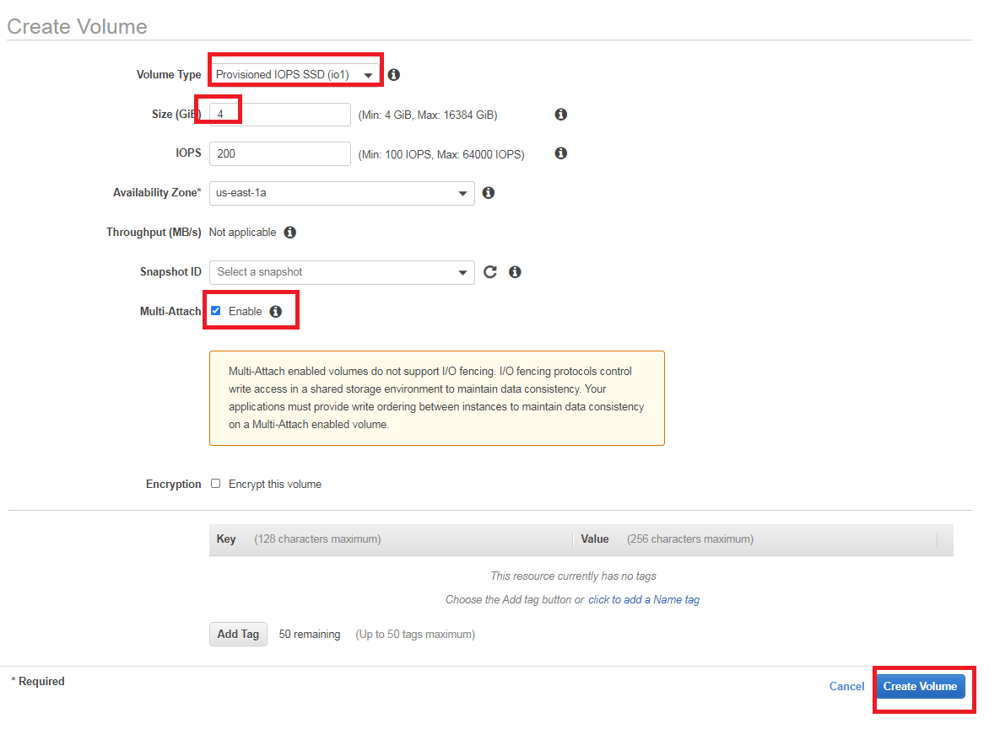 Create Volume
Volume Type Provisioned IOPS SSD (io1)
Size (GiB) 4 (Min: 4 GiB, Max: 16384 GiB)
IOPS 200 (Min: 100 IOPS, Max: 64000 IOPS)
Availability Zone* us-east-1a
Throughput (MB/s) Not applicable
Snapshot ID Select a snapshot
Multi-Attach Enable
Multi-Attach enabled volumes do not support I/O fencing. I/O fencing protocols control
write access in a shared storage environment to maintain data consistency. Your
applications must provide write ordering between instances to maintain data consistency
on a Multi-Attach enabled volume.
Encryption Encrypt this volume
Key (128 characters maximum) Value (256 characters maximum)
This resource currently has no tags
Choose the Add tag button or click to add a Name tag
Add Tag 50 remaining (Up to 50 tags maximum)
* Required
Cancel Create Volume